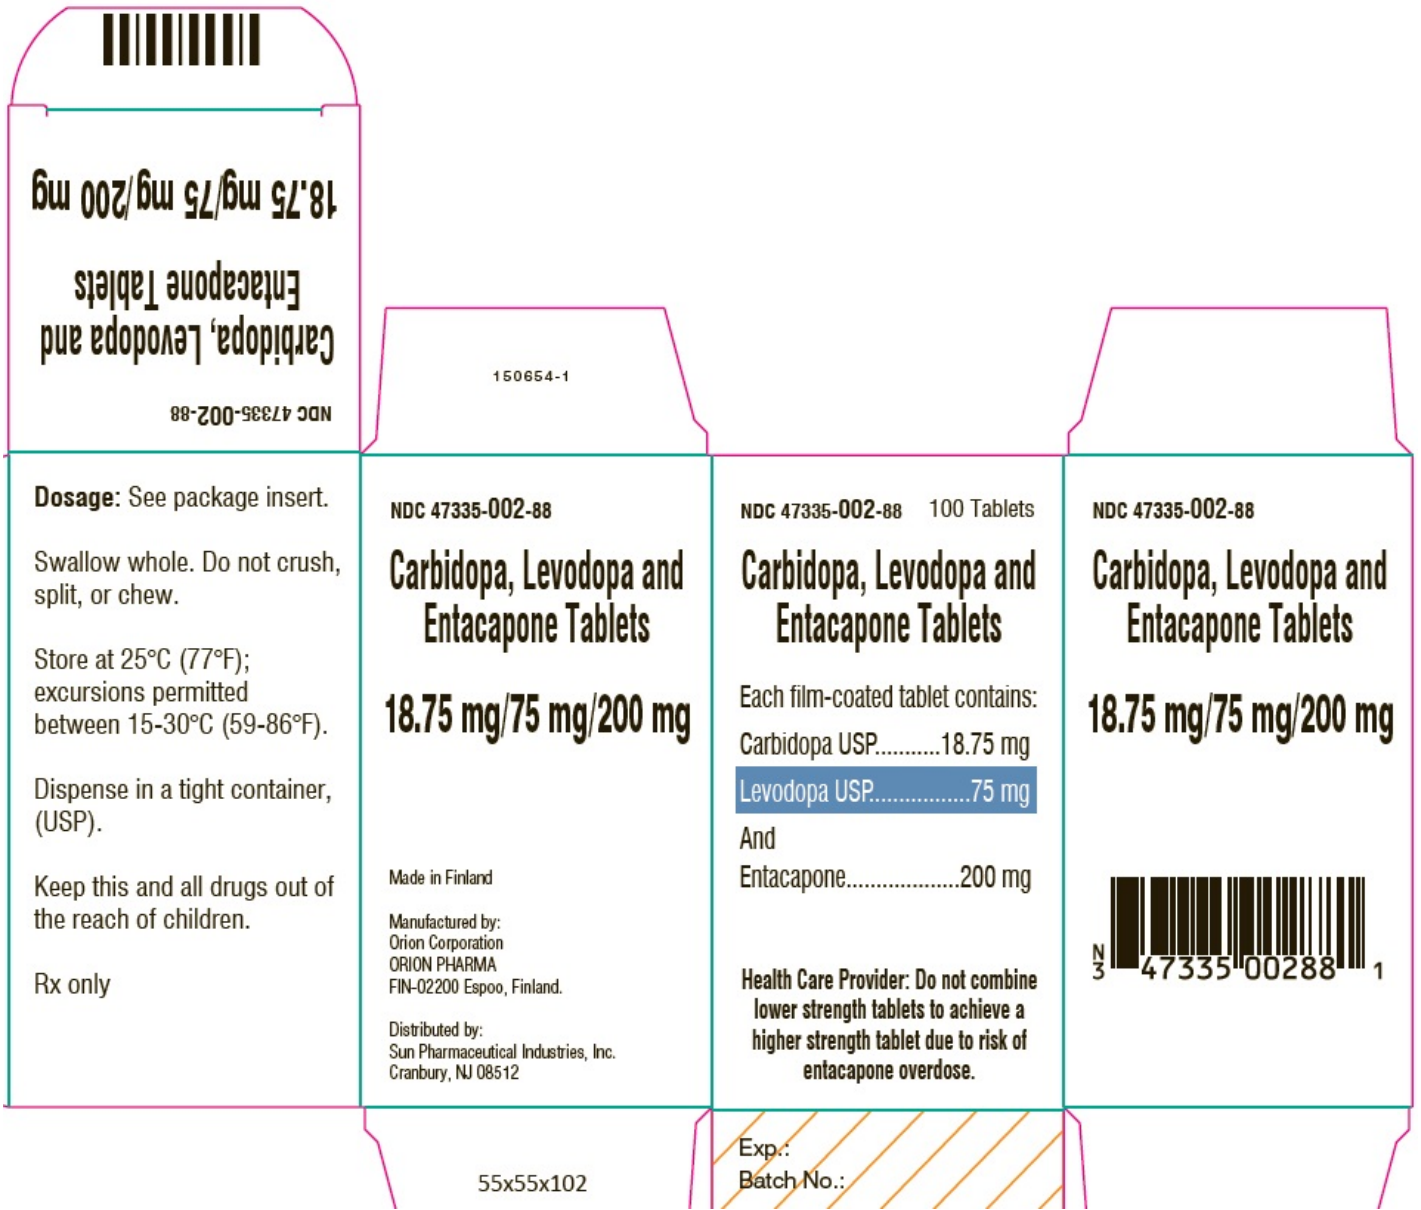 NDC 47335-002-88
Carbidopa, Levodopa and
Entacapone Tablets
18.75 mg/75 mg/200 mg
150654-1
Dosage: See package insert.
Swallow whole. Do not crush,
split, or chew.
Store at 25°C (77°F);
excursions permitted
between 15-30°C (59-86°F).
Dispense in a tight container,
(USP).
Keep this and all drugs out of
the reach of children.
Rx only
NDC 47335-002-88
Carbidopa, Levodopa and
Entacapone Tablets
18.75 mg/75 mg/200 mg
Made in Finland
Manufactured by:
Orion Corporation
ORION PHARMA
FIN-02200 Espoo, Finland.
Distributed by:
Sun Pharmaceutical Industries, Inc.
Cranbury, NJ 08512
55x55x102
NDC 47335-002-88 100 Tablets
Carbidopa, Levodopa and
Entacapone Tablets
Each film-coated tablet contains:
Carbidopa USP...........18.75 mg
Levodopa USP.................75 mg
And
Entacapone...................200 mg
Health Care Provider: Do not combine
lower strength tablets to achieve a
higher strength tablet due to risk of
entacapone overdose.
Exp.:
Batch No.:
NDC 47335-002-88
Carbidopa, Levodopa and
Entacapone Tablets
18.75 mg/75 mg/200 mg
N
3 47335 00288 1